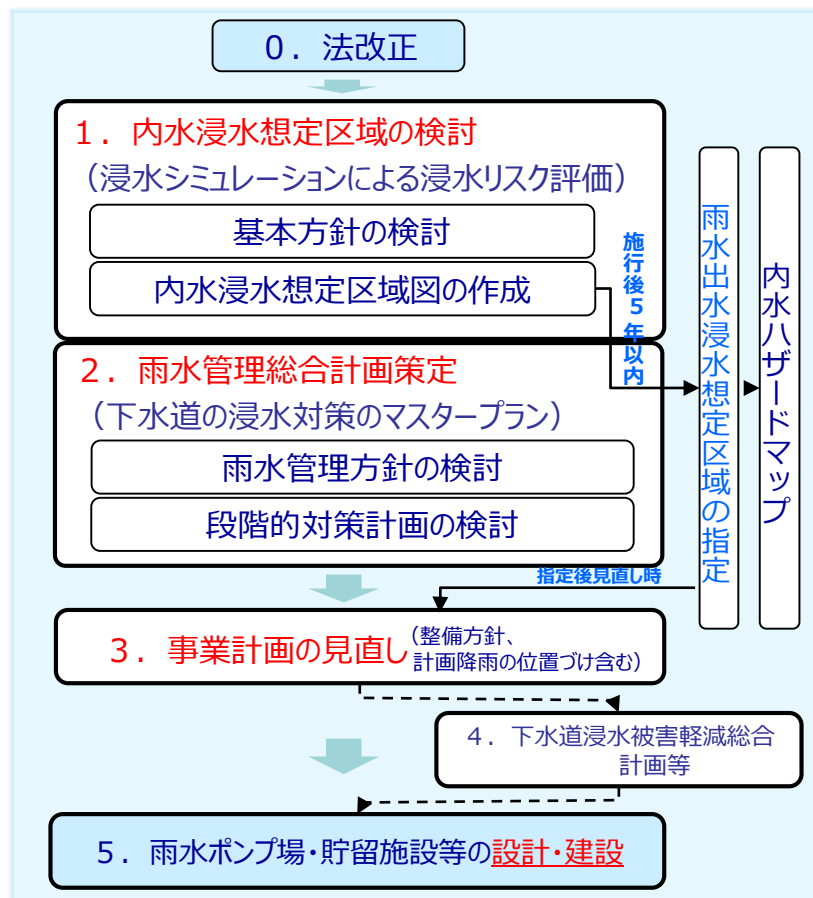 ０．法改正
１．内水浸水想定区域の検討
（浸水シミュレーションによる浸水リスク評価）
基本方針の検討
内水浸水想定区域図の作成
施行後５年以内
雨水出水浸水想定区域の指定
内水ハザードマップ
２．雨水管理総合計画策定
（下水道の浸水対策のマスタープラン）
雨水管理方針の検討
段階的対策計画の検討
指定後見直し時
３．事業計画の見直し
（整備方針、
計画降雨の位置づけ含む）
４．下水道浸水被害軽減総合
計画等
５．雨水ポンプ場・貯留施設等の設計・建設